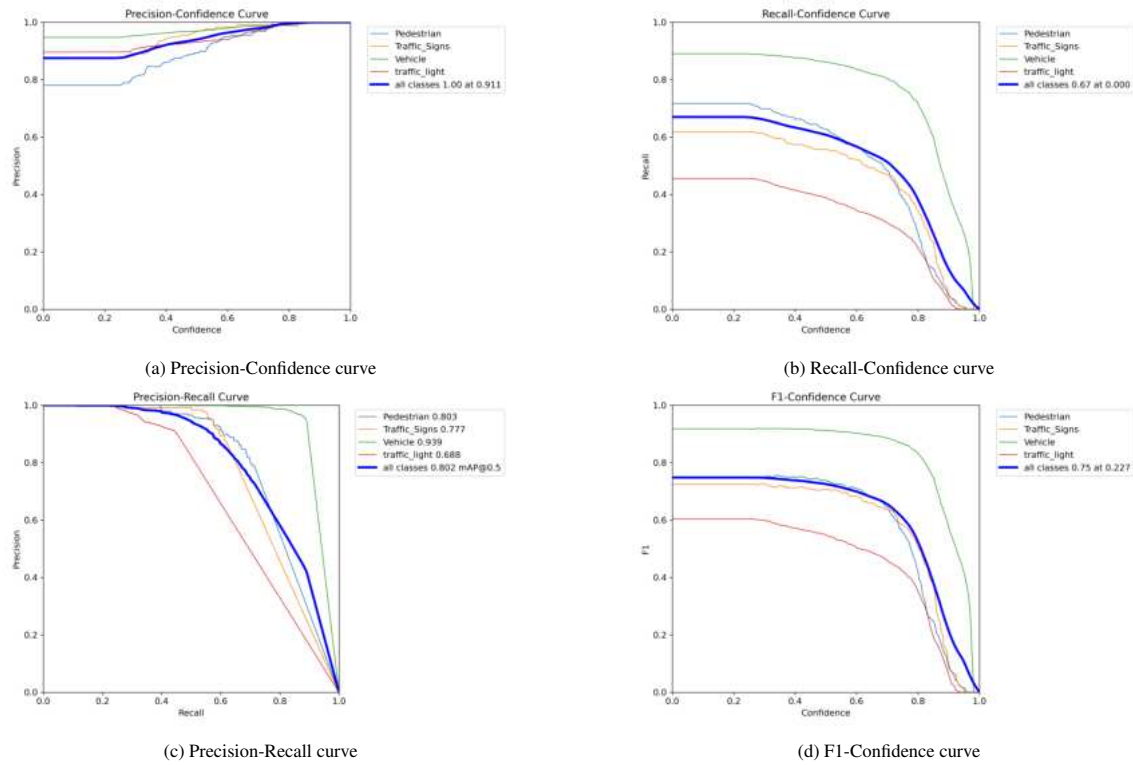 Precision-Confidence Curve
1.0
0.8
0.6
0.4
0.2
0.0
Precision
0.0 0.2 0.4 0.6 0.8 1.0
Confidence
Pedestrian
Traffic_Signs
Vehicle
traffic_light
all classes 1.00 at 0.911
(a) Precision-Confidence curve
Recall-Confidence Curve
1.0
0.8
0.6
0.4
0.2
0.0
Recall
0.0 0.2 0.4 0.6 0.8 1.0
Confidence
Pedestrian
Traffic_Signs
Vehicle
traffic_light
all classes 0.67 at 0.000
(b) Recall-Confidence curve
Precision-Recall Curve
1.0
0.8
0.6
0.4
0.2
0.0
Precision
0.0 0.2 0.4 0.6 0.8 1.0
Recall
Pedestrian 0.803
Traffic_Signs 0.777
Vehicle 0.939
traffic_light 0.688
all classes 0.802 mAP@0.5
(c) Precision-Recall curve
F1-Confidence Curve
1.0
0.8
0.6
0.4
0.2
0.0
F1
0.0 0.2 0.4 0.6 0.8 1.0
Confidence
Pedestrian
Traffic_Signs
Vehicle
traffic_light
all classes 0.75 at 0.227
(d) F1-Confidence curve